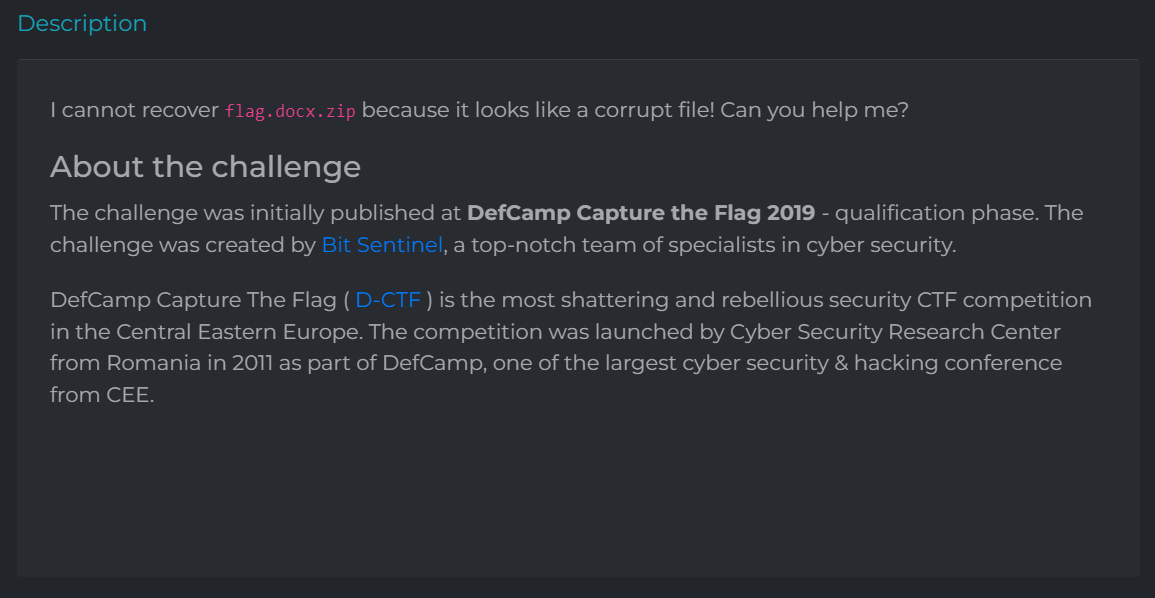 Description
I cannot recover flag.docx.zip because it looks like a corrupt file! Can you help me?
About the challenge
The challenge was initially published at DefCamp Capture the Flag 2019 - qualification phase. The
challenge was created by Bit Sentinel, a top-notch team of specialists in cyber security.
DefCamp Capture The Flag ( D-CTF ) is the most shattering and rebellious security CTF competition
in the Central Eastern Europe. The competition was launched by Cyber Security Research Center
from Romania in 2011 as part of DefCamp, one of the largest cyber security & hacking conference
from CEE.